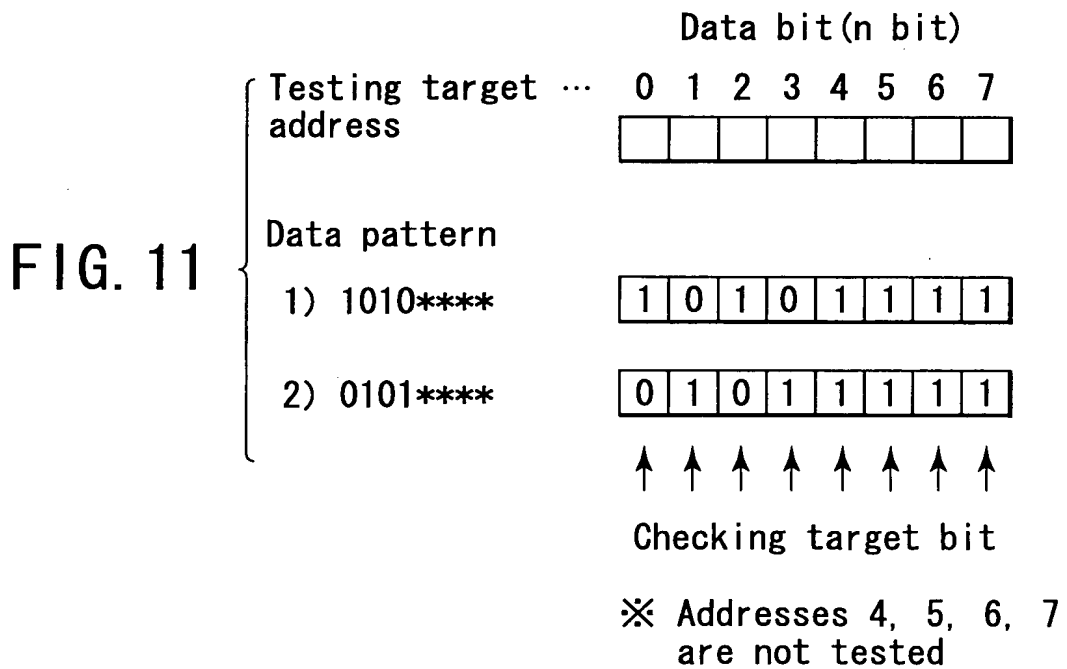 Data bit(n bit)
Testing target … 0 1 2 3 4 5 6 7
address
FIG. 11
Data pattern
1) 1010**** 1 0 1 0 1 1 1 1
2) 0101**** 0 1 0 1 1 1 1 1
Checking target bit
※ Addresses 4, 5, 6, 7
are not tested